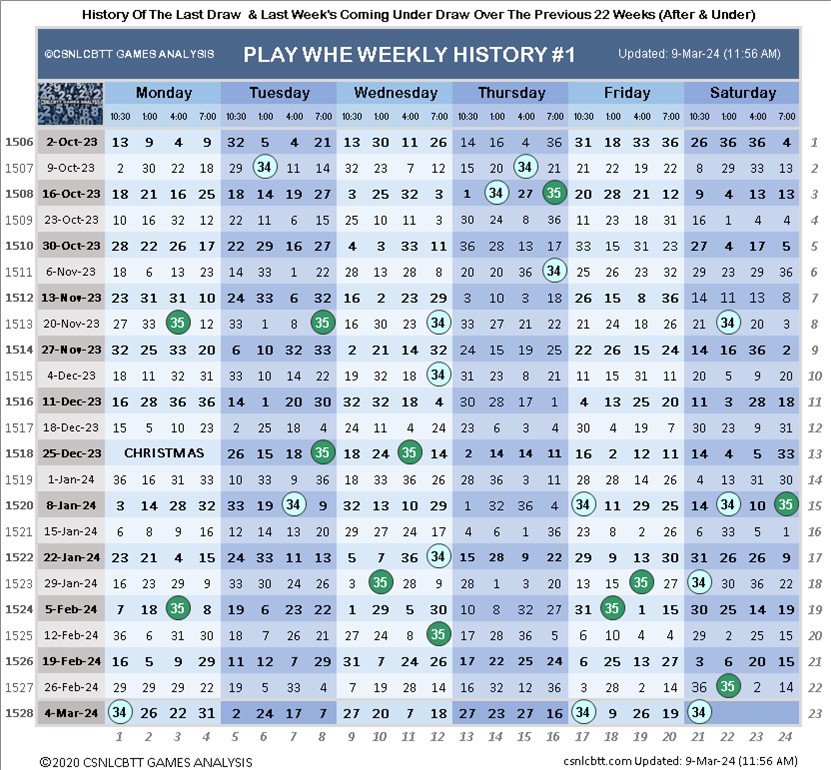 History Of The Last Draw & Last Week's Coming Under Draw Over The Previous 22 Weeks (After & Under)
©CSNLCBTT GAMES ANALYSIS PLAY WHE WEEKLY HISTORY #1 Updated: 9-Mar-24 (11:56 AM)
Monday Tuesday Wednesday Thursday Friday Saturday
CSNLCBTT GAMES ANALYSIS 10:30 1:00 4:00 7:00 10:30 1:00 4:00 7:00 10:30 1:00 4:00 7:00 10:30 1:00 4:00 7:00 10:30 1:00 4:00 7:00 10:30 1:00 4:00 7:00
1506 2-Oct-23 13 9 4 9 32 5 4 21 13 30 11 26 14 16 4 36 31 18 33 36 26 36 36 4 1
1507 9-Oct-23 2 30 22 18 29 34 11 14 32 23 7 12 15 20 34 21 21 22 19 22 8 29 33 13 2
1508 16-Oct-23 18 21 16 25 18 14 19 27 3 25 32 3 1 34 27 35 20 28 21 12 9 4 13 13 3
1509 23-Oct-23 10 16 32 12 22 11 6 15 25 10 11 3 30 24 8 36 11 23 18 31 16 1 4 4 4
1510 30-Oct-23 28 22 26 17 22 29 16 27 4 3 33 11 36 28 13 17 33 15 31 23 27 4 17 5 5
1511 6-Nov-23 18 6 13 23 14 33 1 22 28 13 28 8 20 20 36 34 25 26 23 32 29 23 29 36 6
1512 13-Nov-23 23 31 31 10 24 33 6 32 16 2 23 29 3 10 3 18 26 15 8 36 14 11 13 8 7
1513 20-Nov-23 27 33 35 12 33 1 8 35 16 30 23 34 33 27 21 22 21 24 18 26 21 34 20 3 8
1514 27-Nov-23 32 25 33 20 6 10 32 33 2 21 14 32 24 15 19 25 22 26 15 24 14 16 36 2 9
1515 4-Dec-23 18 11 32 31 33 10 14 22 19 32 18 34 31 23 8 21 11 15 31 11 20 5 9 20 10
1516 11-Dec-23 16 28 36 36 14 1 20 30 32 32 18 4 30 28 17 1 4 13 25 20 11 3 28 18 11
1517 18-Dec-23 15 5 10 23 2 25 18 4 24 11 4 24 23 6 3 4 30 4 19 7 30 23 9 31 12
1518 25-Dec-23 CHRISTMAS 26 15 18 35 18 24 35 14 2 14 14 11 16 2 12 11 14 4 5 33 13
1519 1-Jan-24 36 16 31 33 10 33 9 36 18 33 36 26 28 36 3 11 28 11 28 28 4 13 31 30 14
1520 8-Jan-24 3 14 28 32 33 19 34 9 32 13 10 29 1 32 36 4 34 11 29 25 14 34 10 35 15
1521 15-Jan-24 6 8 9 16 12 14 13 20 29 27 24 17 4 6 1 36 23 8 2 26 6 33 5 1 16
1522 22-Jan-24 23 21 4 15 24 33 11 13 5 7 36 34 15 28 9 22 29 9 13 30 31 26 26 9 17
1523 29-Jan-24 16 23 29 9 33 30 24 26 3 35 28 9 28 1 3 20 13 15 35 27 34 30 36 22 18
1524 5-Feb-24 7 18 35 8 19 6 23 22 1 29 5 30 10 8 32 27 31 35 1 15 30 25 14 19 19
1525 12-Feb-24 36 6 31 30 18 7 26 21 27 24 8 35 17 28 36 5 6 10 4 4 29 2 25 15 20
1526 19-Feb-24 16 5 9 29 11 12 7 29 31 7 24 26 17 22 25 24 6 25 13 27 3 6 20 15 21
1527 26-Feb-24 29 29 29 22 19 5 33 4 7 19 28 14 16 32 12 36 3 28 2 14 36 35 2 14 22
1528 4-Mar-24 34 26 22 31 2 24 17 7 27 20 7 18 27 23 27 16 34 9 26 19 34 23
1 2 3 4 5 6 7 8 9 10 11 12 13 14 15 16 17 18 19 20 21 22 23 24
©2020 CSNLCBTT GAMES ANALYSIS csnlcbtt.com Updated: 9-Mar-24 (11:56 AM)